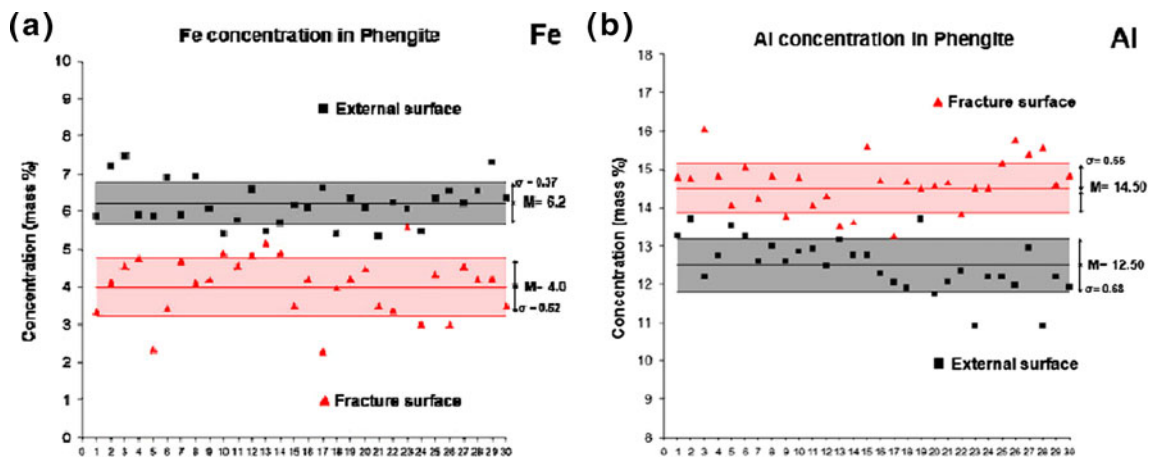 (a)
Fe concentration in Phengite
Fe
Concentration (mass %)
10
9
8
7
6
5
4
3
2
1
0
External surface
σ - 0.37
M= 6.2
M= 4.0
σ - 0.52
Fracture surface
0 1 2 3 4 5 6 7 8 9 10 11 12 13 14 15 16 17 18 19 20 21 22 23 24 25 26 27 28 29 30
(b)
Al concentration in Phengite
Al
Concentration (mass %)
18
17
16
15
14
13
12
11
10
9
8
Fracture surface
M= 14.50
M= 12.50
σ= 0.68
External surface
0 1 2 3 4 5 6 7 8 9 10 11 12 13 14 15 16 17 18 19 20 21 22 23 24 25 26 27 28 29 30